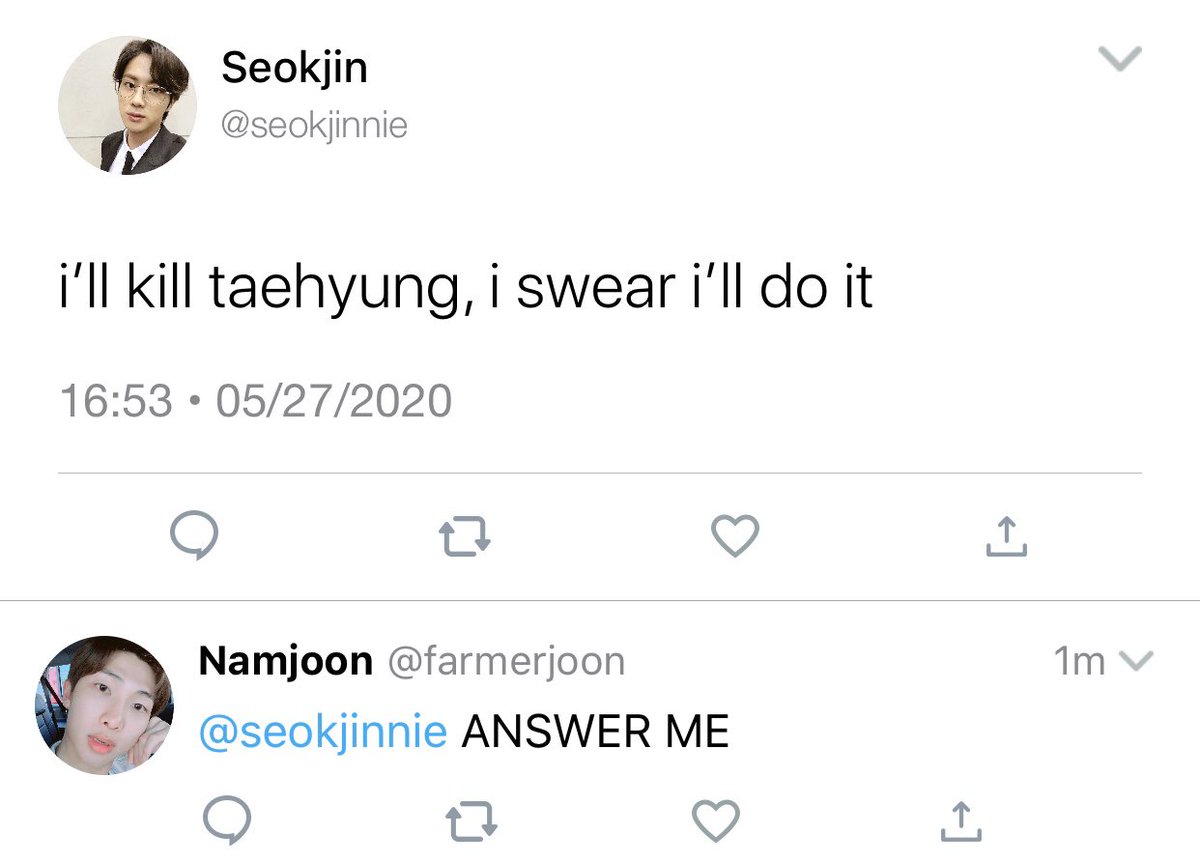 Seokjin
@seokjinnie
i’ll kill taehyung, i swear i’ll do it
16:53 • 05/27/2020
Namjoon @farmerjoon 1m
@seokjinnie ANSWER ME